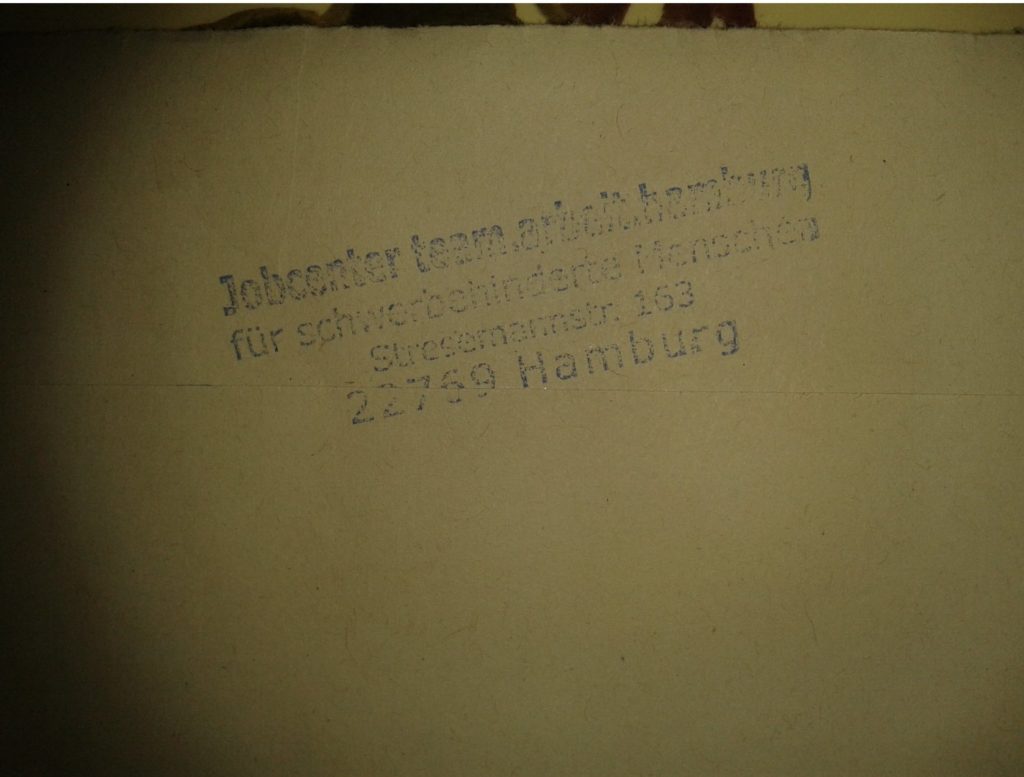 Jobcenter team.arbeit.hamburg
für schwerbehinderte Menschen
Stresemannstr. 163
22769 Hamburg